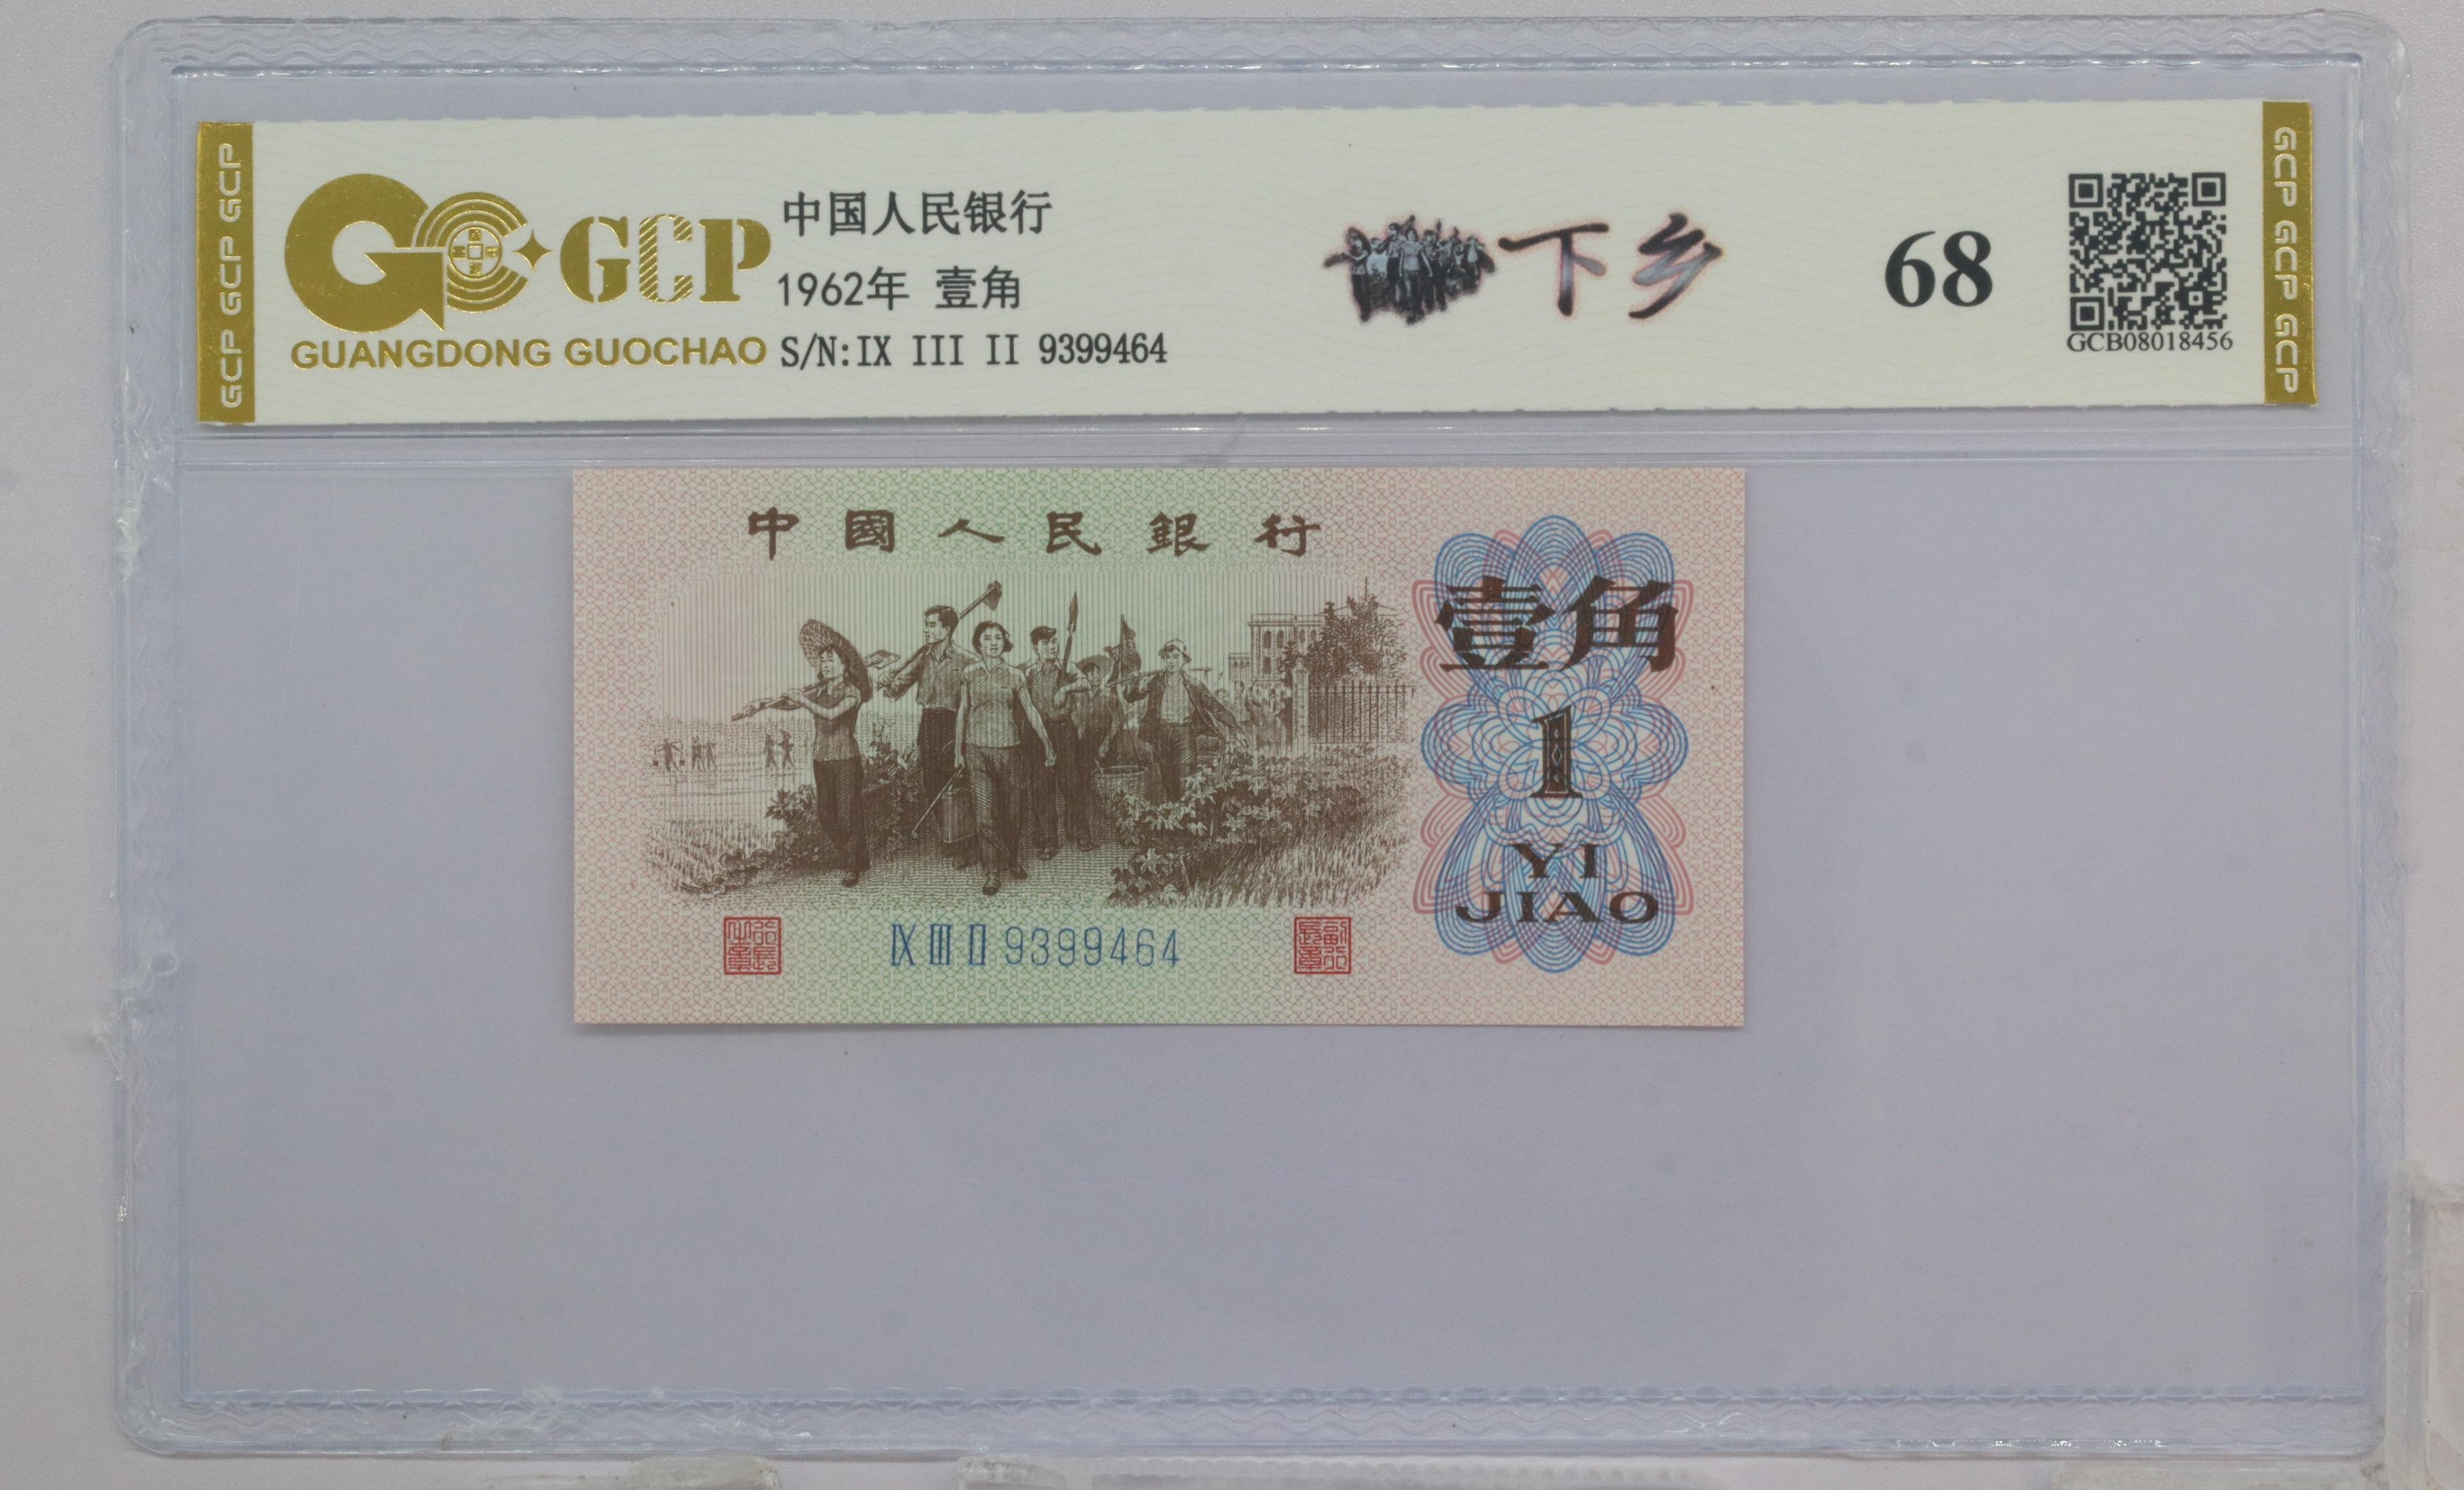 GCP GCP GCP
GCP
GUANGDONG GUOCHAO
中国人民银行
1962年 壹角
S/N:IX III II 9399464
下乡
68
GCB08018456
GCP GCP GCP
中國人民銀行
壹角
1
YI
JIAO
IX III II 9399464